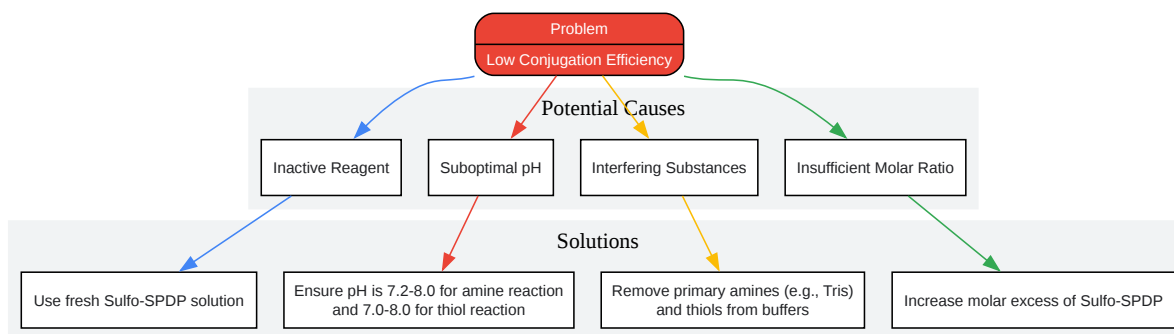 Problem
Low Conjugation Efficiency
Potential Causes
Inactive Reagent
Suboptimal pH
Interfering Substances
Insufficient Molar Ratio
Solutions
Use fresh Sulfo-SPDP solution
Ensure pH is 7.2-8.0 for amine reaction
and 7.0-8.0 for thiol reaction
Remove primary amines (e.g., Tris)
and thiols from buffers
Increase molar excess of Sulfo-SPDP